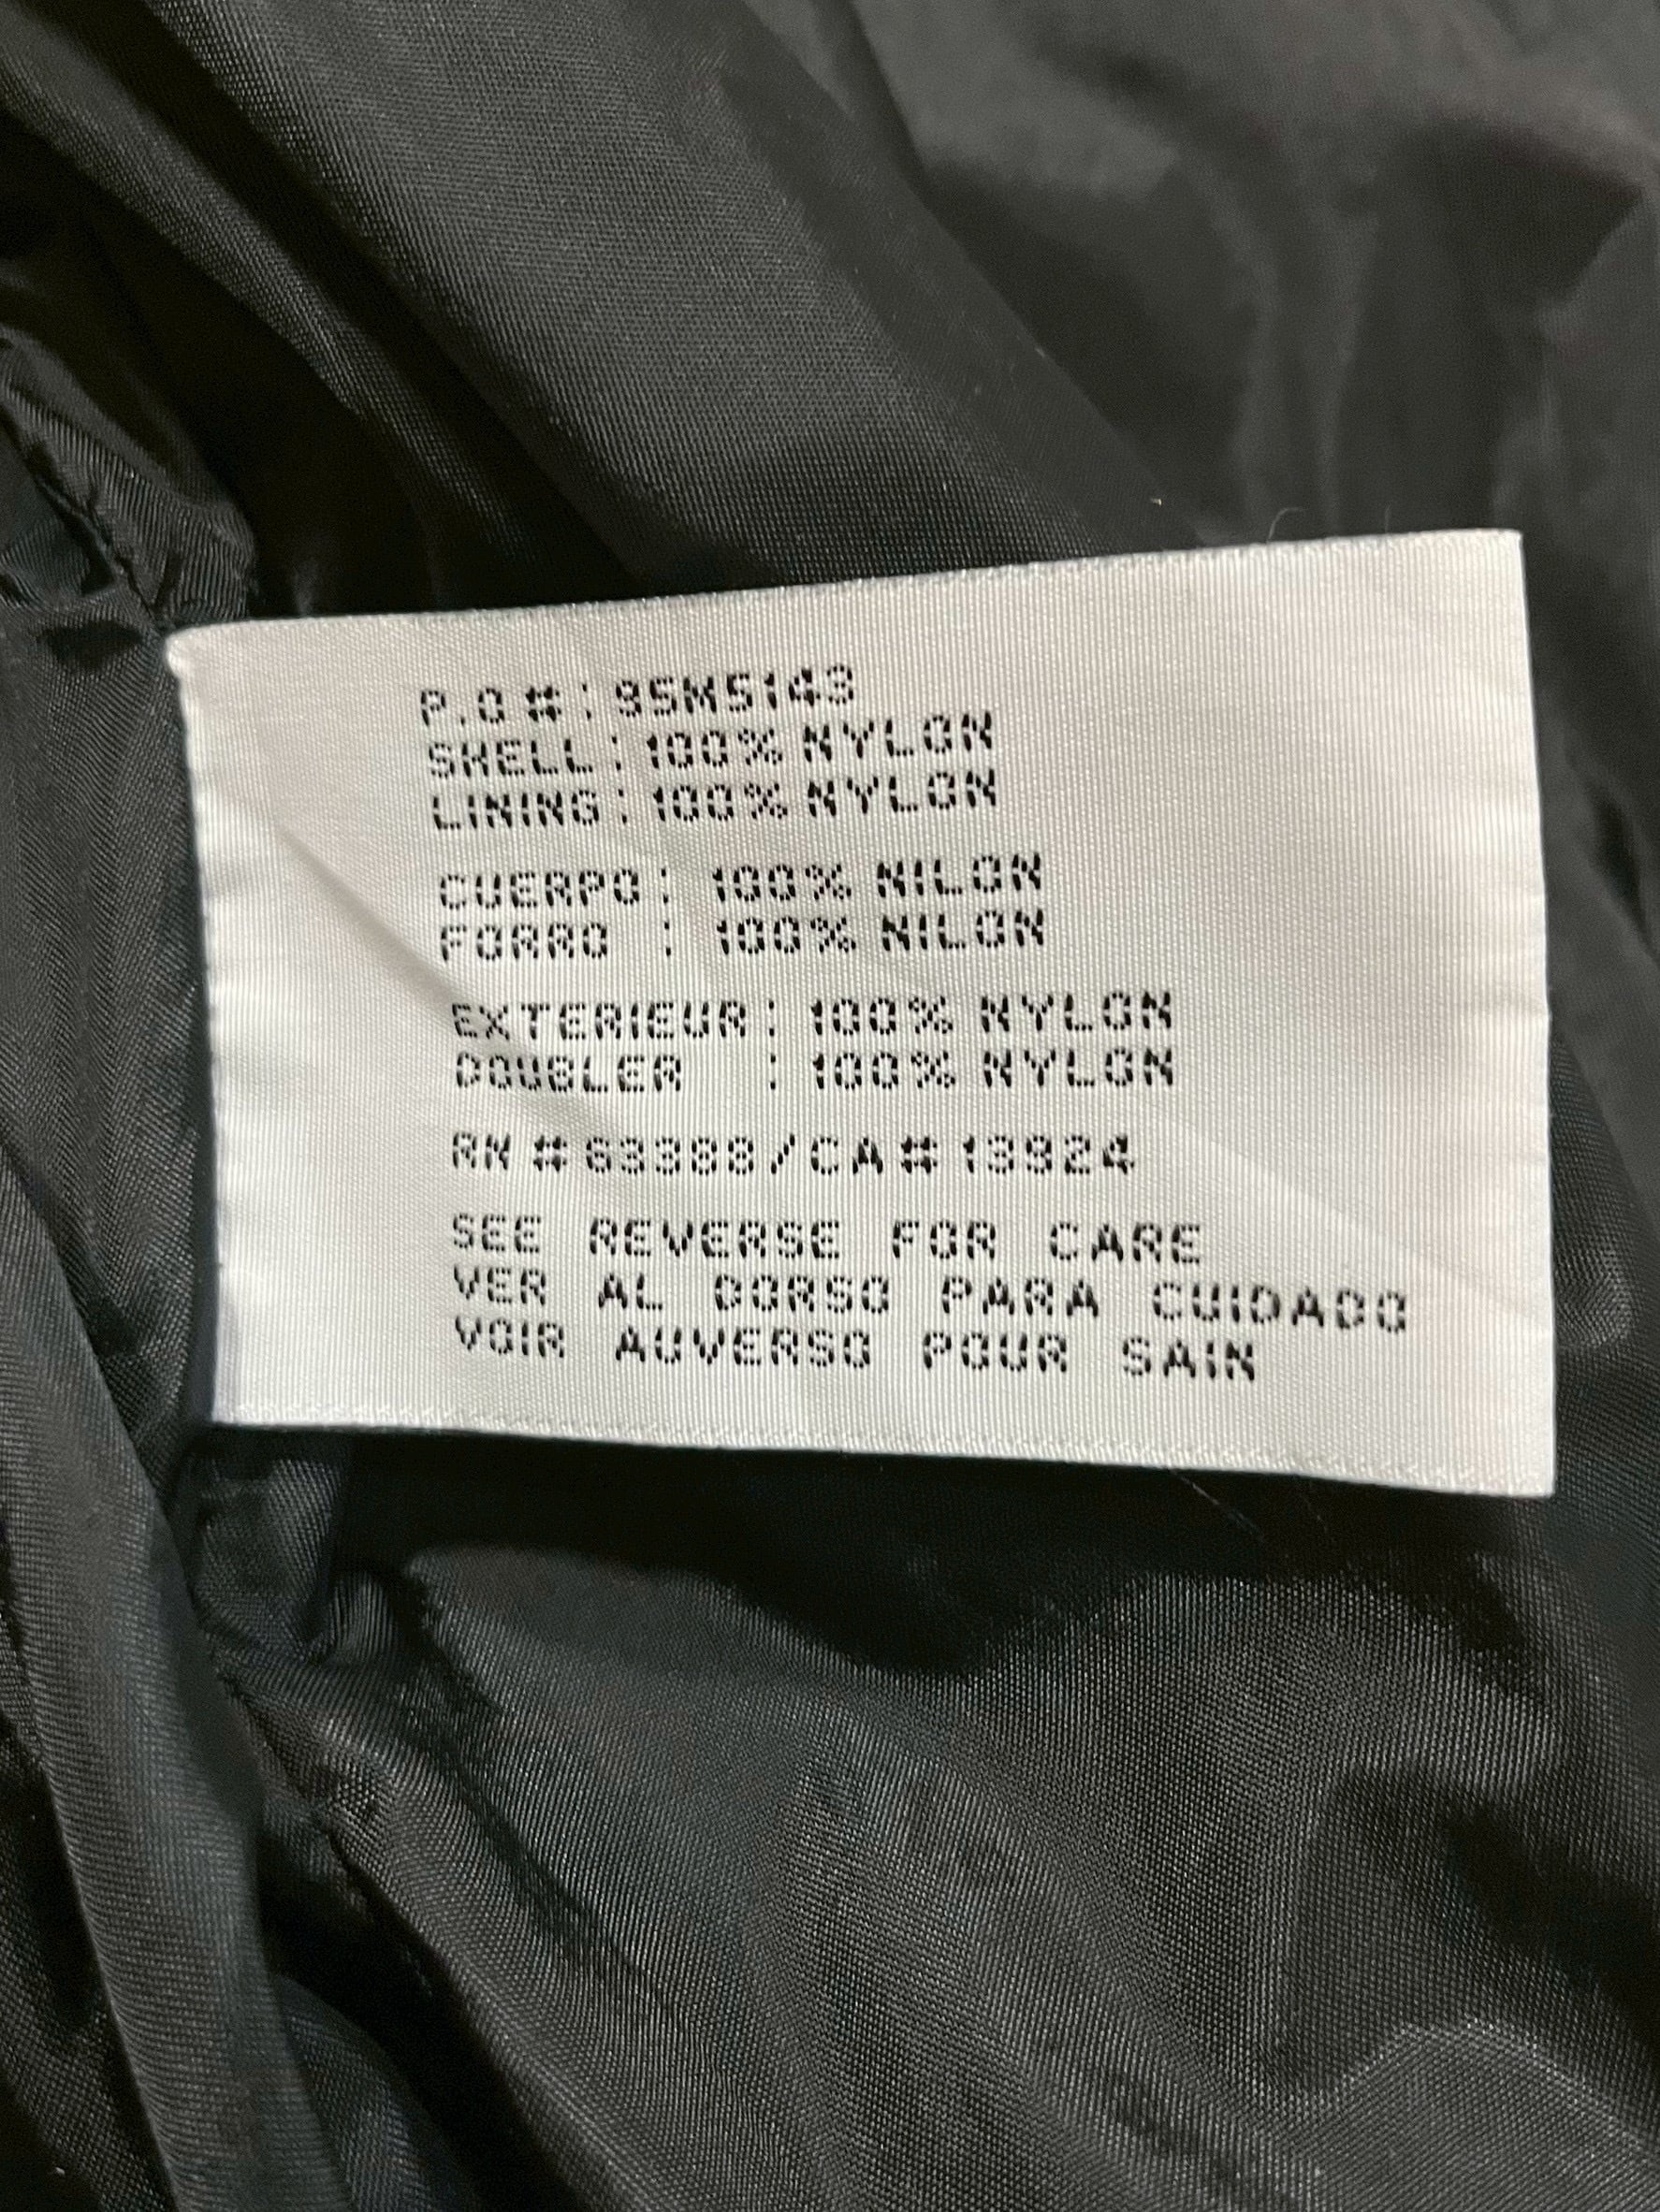 P.O#: 95M5143
SHELL: 100% NYLON
LINING: 100% NYLON
CUERPO: 100% NILON
FORRO : 100% NILON
EXTERIEUR: 100% NYLON
DOUBLER : 100% NYLON
RN#63388/CA#13924
SEE REVERSE FOR CARE
VER AL DORSO PARA CUIDADO
VOIR AUVERSO POUR SAIN